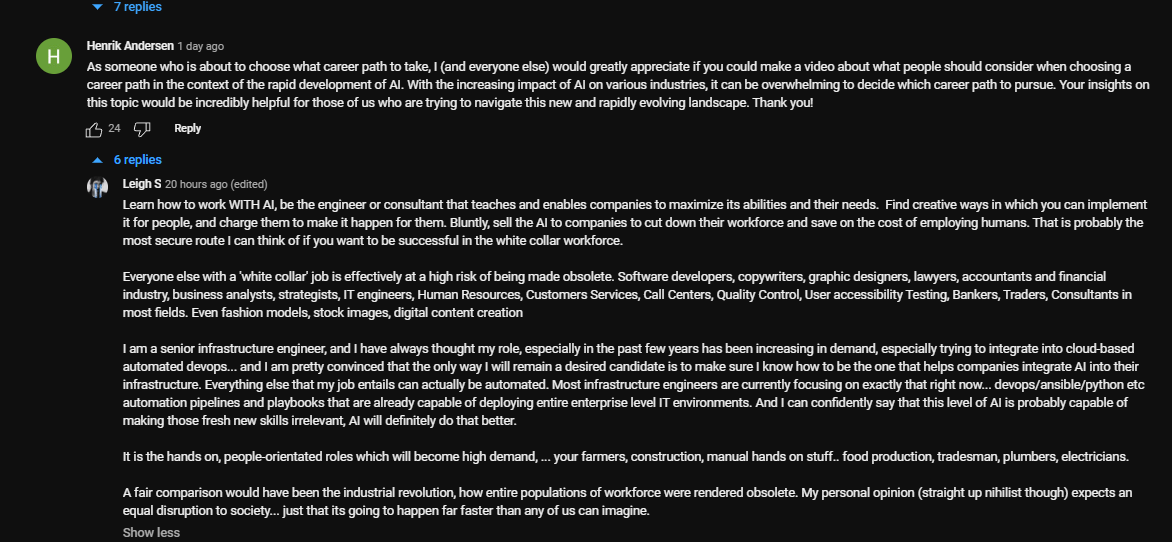 7 replies
H
Henrik Andersen 1 day ago
As someone who is about to choose what career path to take, I (and everyone else) would greatly appreciate if you could make a video about what people should consider when choosing a
career path in the context of the rapid development of AI. With the increasing impact of AI on various industries, it can be overwhelming to decide which career path to pursue. Your insights on
this topic would be incredibly helpful for those of us who are trying to navigate this new and rapidly evolving landscape. Thank you!
24 Reply
6 replies
Leigh S 20 hours ago (edited)
Learn how to work WITH AI, be the engineer or consultant that teaches and enables companies to maximize its abilities and their needs.  Find creative ways in which you can implement
it for people, and charge them to make it happen for them. Bluntly, sell the AI to companies to cut down their workforce and save on the cost of employing humans. That is probably the
most secure route I can think of if you want to be successful in the white collar workforce.
Everyone else with a 'white collar' job is effectively at a high risk of being made obsolete. Software developers, copywriters, graphic designers, lawyers, accountants and financial
industry, business analysts, strategists, IT engineers, Human Resources, Customers Services, Call Centers, Quality Control, User accessibility Testing, Bankers, Traders, Consultants in
most fields. Even fashion models, stock images, digital content creation
I am a senior infrastructure engineer, and I have always thought my role, especially in the past few years has been increasing in demand, especially trying to integrate into cloud-based
automated devops... and I am pretty convinced that the only way I will remain a desired candidate is to make sure I know how to be the one that helps companies integrate AI into their
infrastructure. Everything else that my job entails can actually be automated. Most infrastructure engineers are currently focusing on exactly that right now... devops/ansible/python etc
automation pipelines and playbooks that are already capable of deploying entire enterprise level IT environments. And I can confidently say that this level of AI is probably capable of
making those fresh new skills irrelevant, AI will definitely do that better.
It is the hands on, people-orientated roles which will become high demand, ... your farmers, construction, manual hands on stuff.. food production, tradesman, plumbers, electricians.
A fair comparison would have been the industrial revolution, how entire populations of workforce were rendered obsolete. My personal opinion (straight up nihilist though) expects an
equal disruption to society... just that its going to happen far faster than any of us can imagine.
Show less